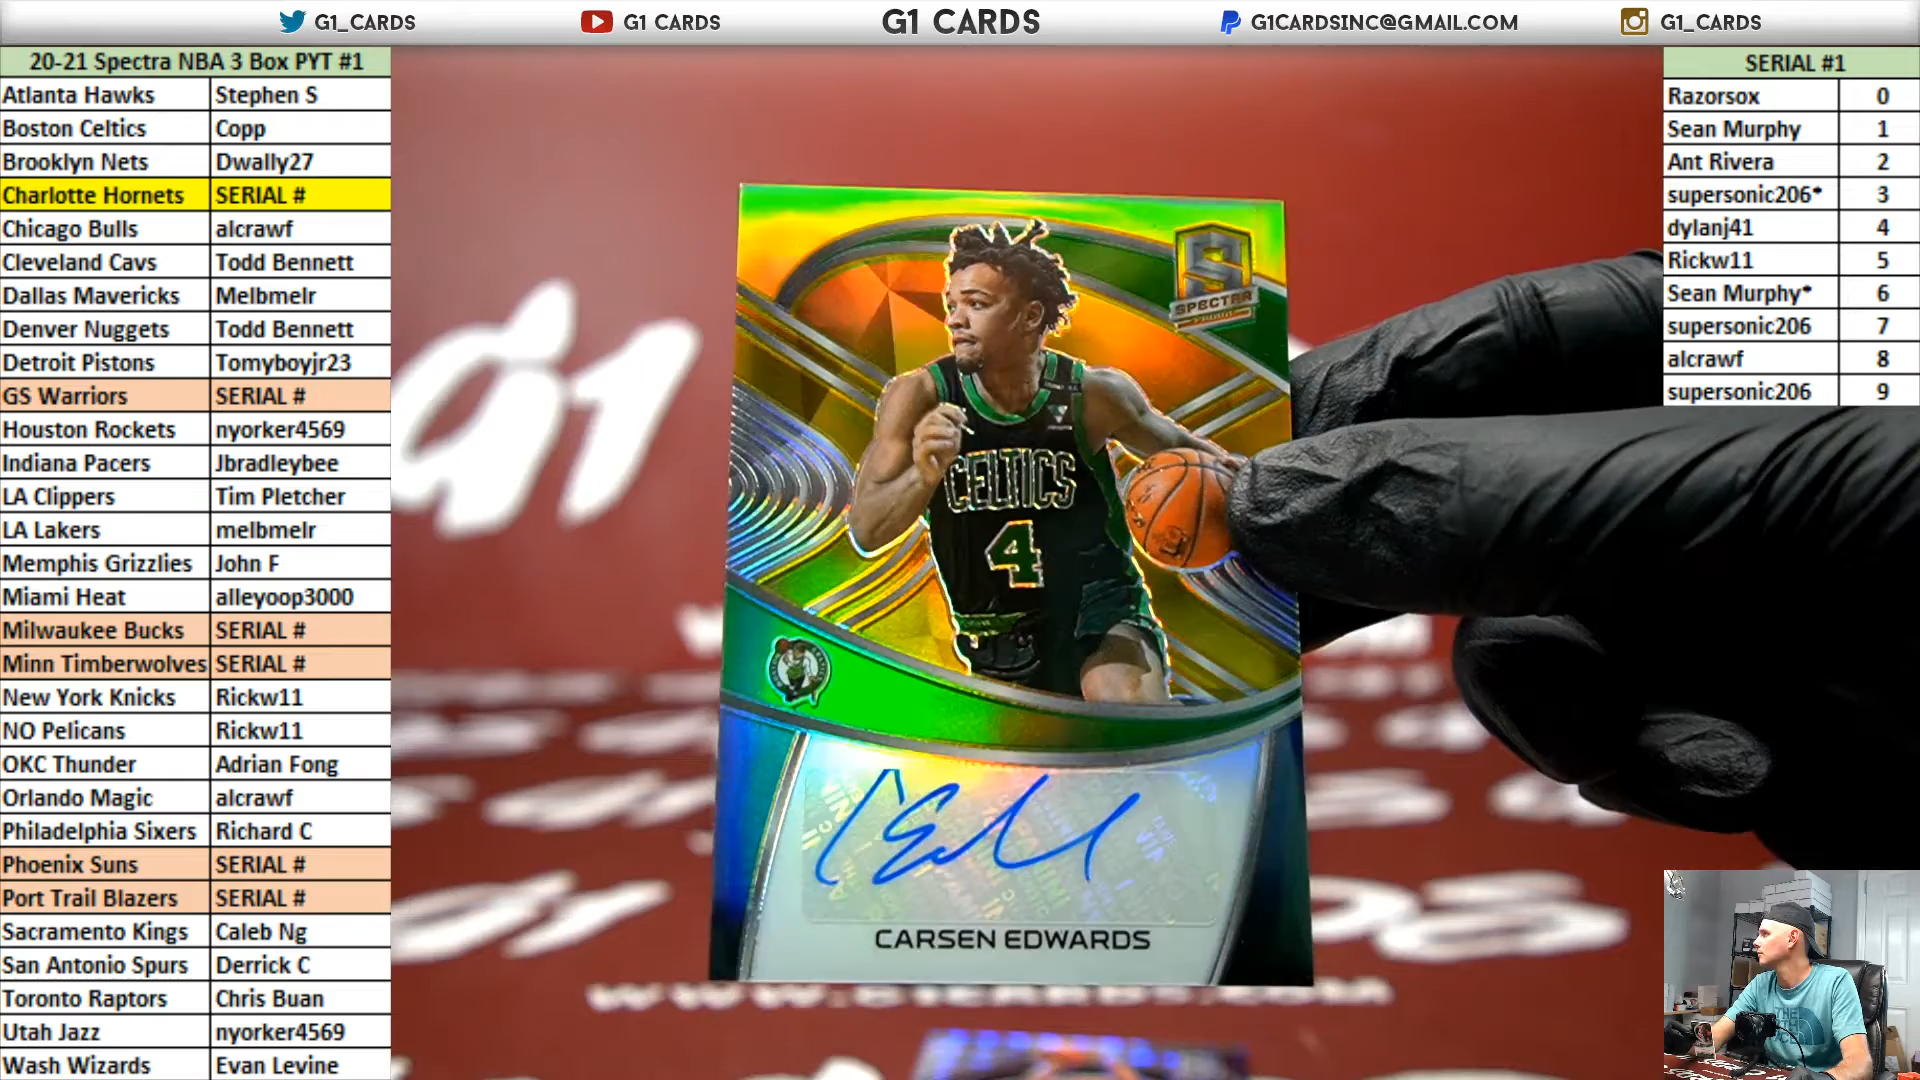 G1_CARDS
G1 CARDS
G1 CARDS
G1CARDSINC@GMAIL.COM
G1_CARDS
20-21 Spectra NBA 3 Box PYT #1
Atlanta Hawks Stephen S
Boston Celtics Copp
Brooklyn Nets Dwally27
Charlotte Hornets SERIAL #
Chicago Bulls alcrawf
Cleveland Cavs Todd Bennett
Dallas Mavericks Melbmelr
Denver Nuggets Todd Bennett
Detroit Pistons Tomyboyjr23
GS Warriors SERIAL #
Houston Rockets nyorker4569
Indiana Pacers Jbradleybee
LA Clippers Tim Pletcher
LA Lakers melbmelr
Memphis Grizzlies John F
Miami Heat alleyoop3000
Milwaukee Bucks SERIAL #
Minn Timberwolves SERIAL #
New York Knicks Rickw11
NO Pelicans Rickw11
OKC Thunder Adrian Fong
Orlando Magic alcrawf
Philadelphia Sixers Richard C
Phoenix Suns SERIAL #
Port Trail Blazers SERIAL #
Sacramento Kings Caleb Ng
San Antonio Spurs Derrick C
Toronto Raptors Chris Buan
Utah Jazz nyorker4569
Wash Wizards Evan Levine
SERIAL #1
Razorsox 0
Sean Murphy 1
Ant Rivera 2
supersonic206* 3
dylanj41 4
Rickw11 5
Sean Murphy* 6
supersonic206 7
alcrawf 8
supersonic206 9
S
SPECTRA
CELTICS
4
CARSEN EDWARDS
g1